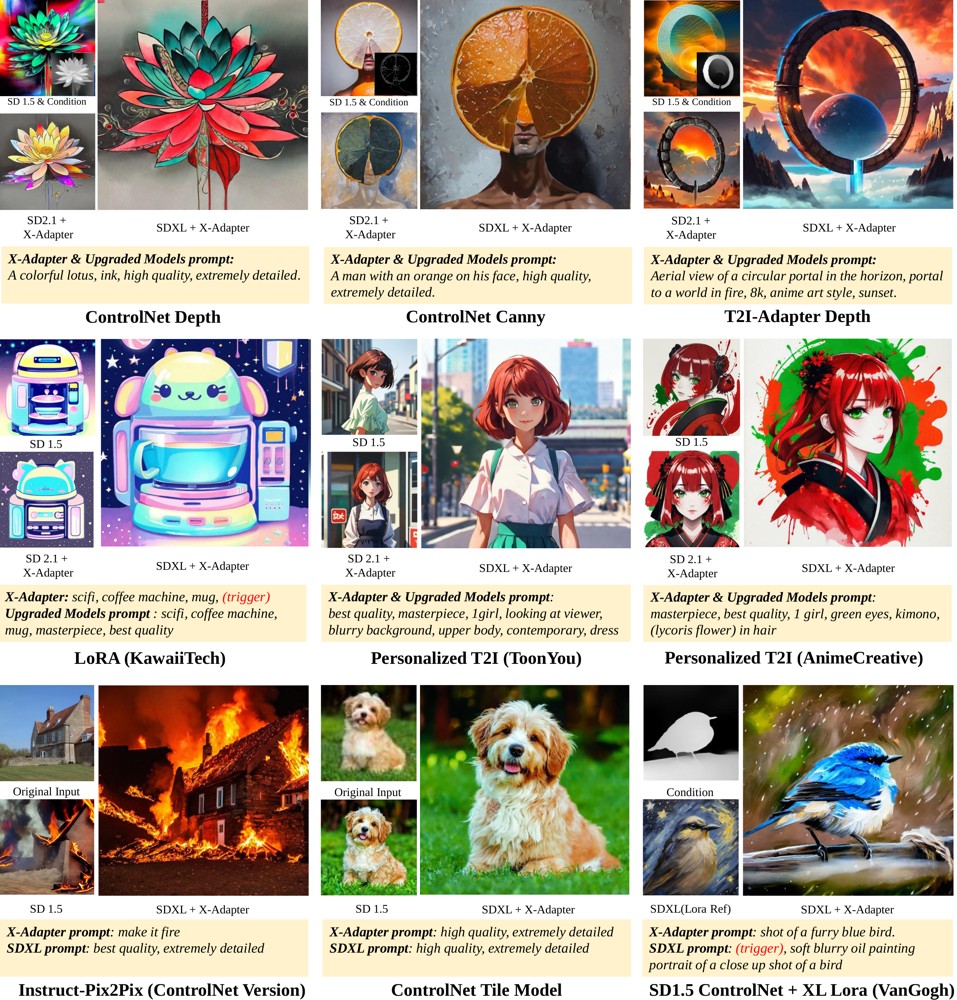 SD 1.5 & Condition
SD2.1 +
X-Adapter
SDXL + X-Adapter
X-Adapter & Upgraded Models prompt:
A colorful lotus, ink, high quality, extremely detailed.
ControlNet Depth
SD 1.5 & Condition
SD2.1 +
X-Adapter
SDXL + X-Adapter
X-Adapter & Upgraded Models prompt:
A man with an orange on his face, high quality,
extremely detailed.
ControlNet Canny
SD 1.5 & Condition
SD2.1 +
X-Adapter
SDXL + X-Adapter
X-Adapter & Upgraded Models prompt:
Aerial view of a circular portal in the horizon, portal
to a world in fire, 8k, anime art style, sunset.
T2I-Adapter Depth
SD 1.5
SD 2.1 +
X-Adapter
SDXL + X-Adapter
X-Adapter: scifi, coffee machine, mug, (trigger)
Upgraded Models prompt : scifi, coffee machine,
mug, masterpiece, best quality
LoRA (KawaiiTech)
SD 1.5
SD 2.1 +
X-Adapter
SDXL + X-Adapter
X-Adapter & Upgraded Models prompt:
best quality, masterpiece, 1girl, looking at viewer,
blurry background, upper body, contemporary, dress
Personalized T2I (ToonYou)
SD 1.5
SD 2.1 +
X-Adapter
SDXL + X-Adapter
X-Adapter & Upgraded Models prompt:
masterpiece, best quality, 1 girl, green eyes, kimono,
(lycoris flower) in hair
Personalized T2I (AnimeCreative)
Original Input
SD 1.5
SDXL + X-Adapter
X-Adapter prompt: make it fire
SDXL prompt: best quality, extremely detailed
Instruct-Pix2Pix (ControlNet Version)
Original Input
SD 1.5
SDXL + X-Adapter
X-Adapter prompt: high quality, extremely detailed
SDXL prompt: high quality, extremely detailed
ControlNet Tile Model
Condition
SDXL(Lora Ref)
SDXL + X-Adapter
X-Adapter prompt: shot of a furry blue bird.
SDXL prompt: (trigger), soft blurry oil painting
portrait of a close up shot of a bird
SD1.5 ControlNet + XL Lora (VanGogh)